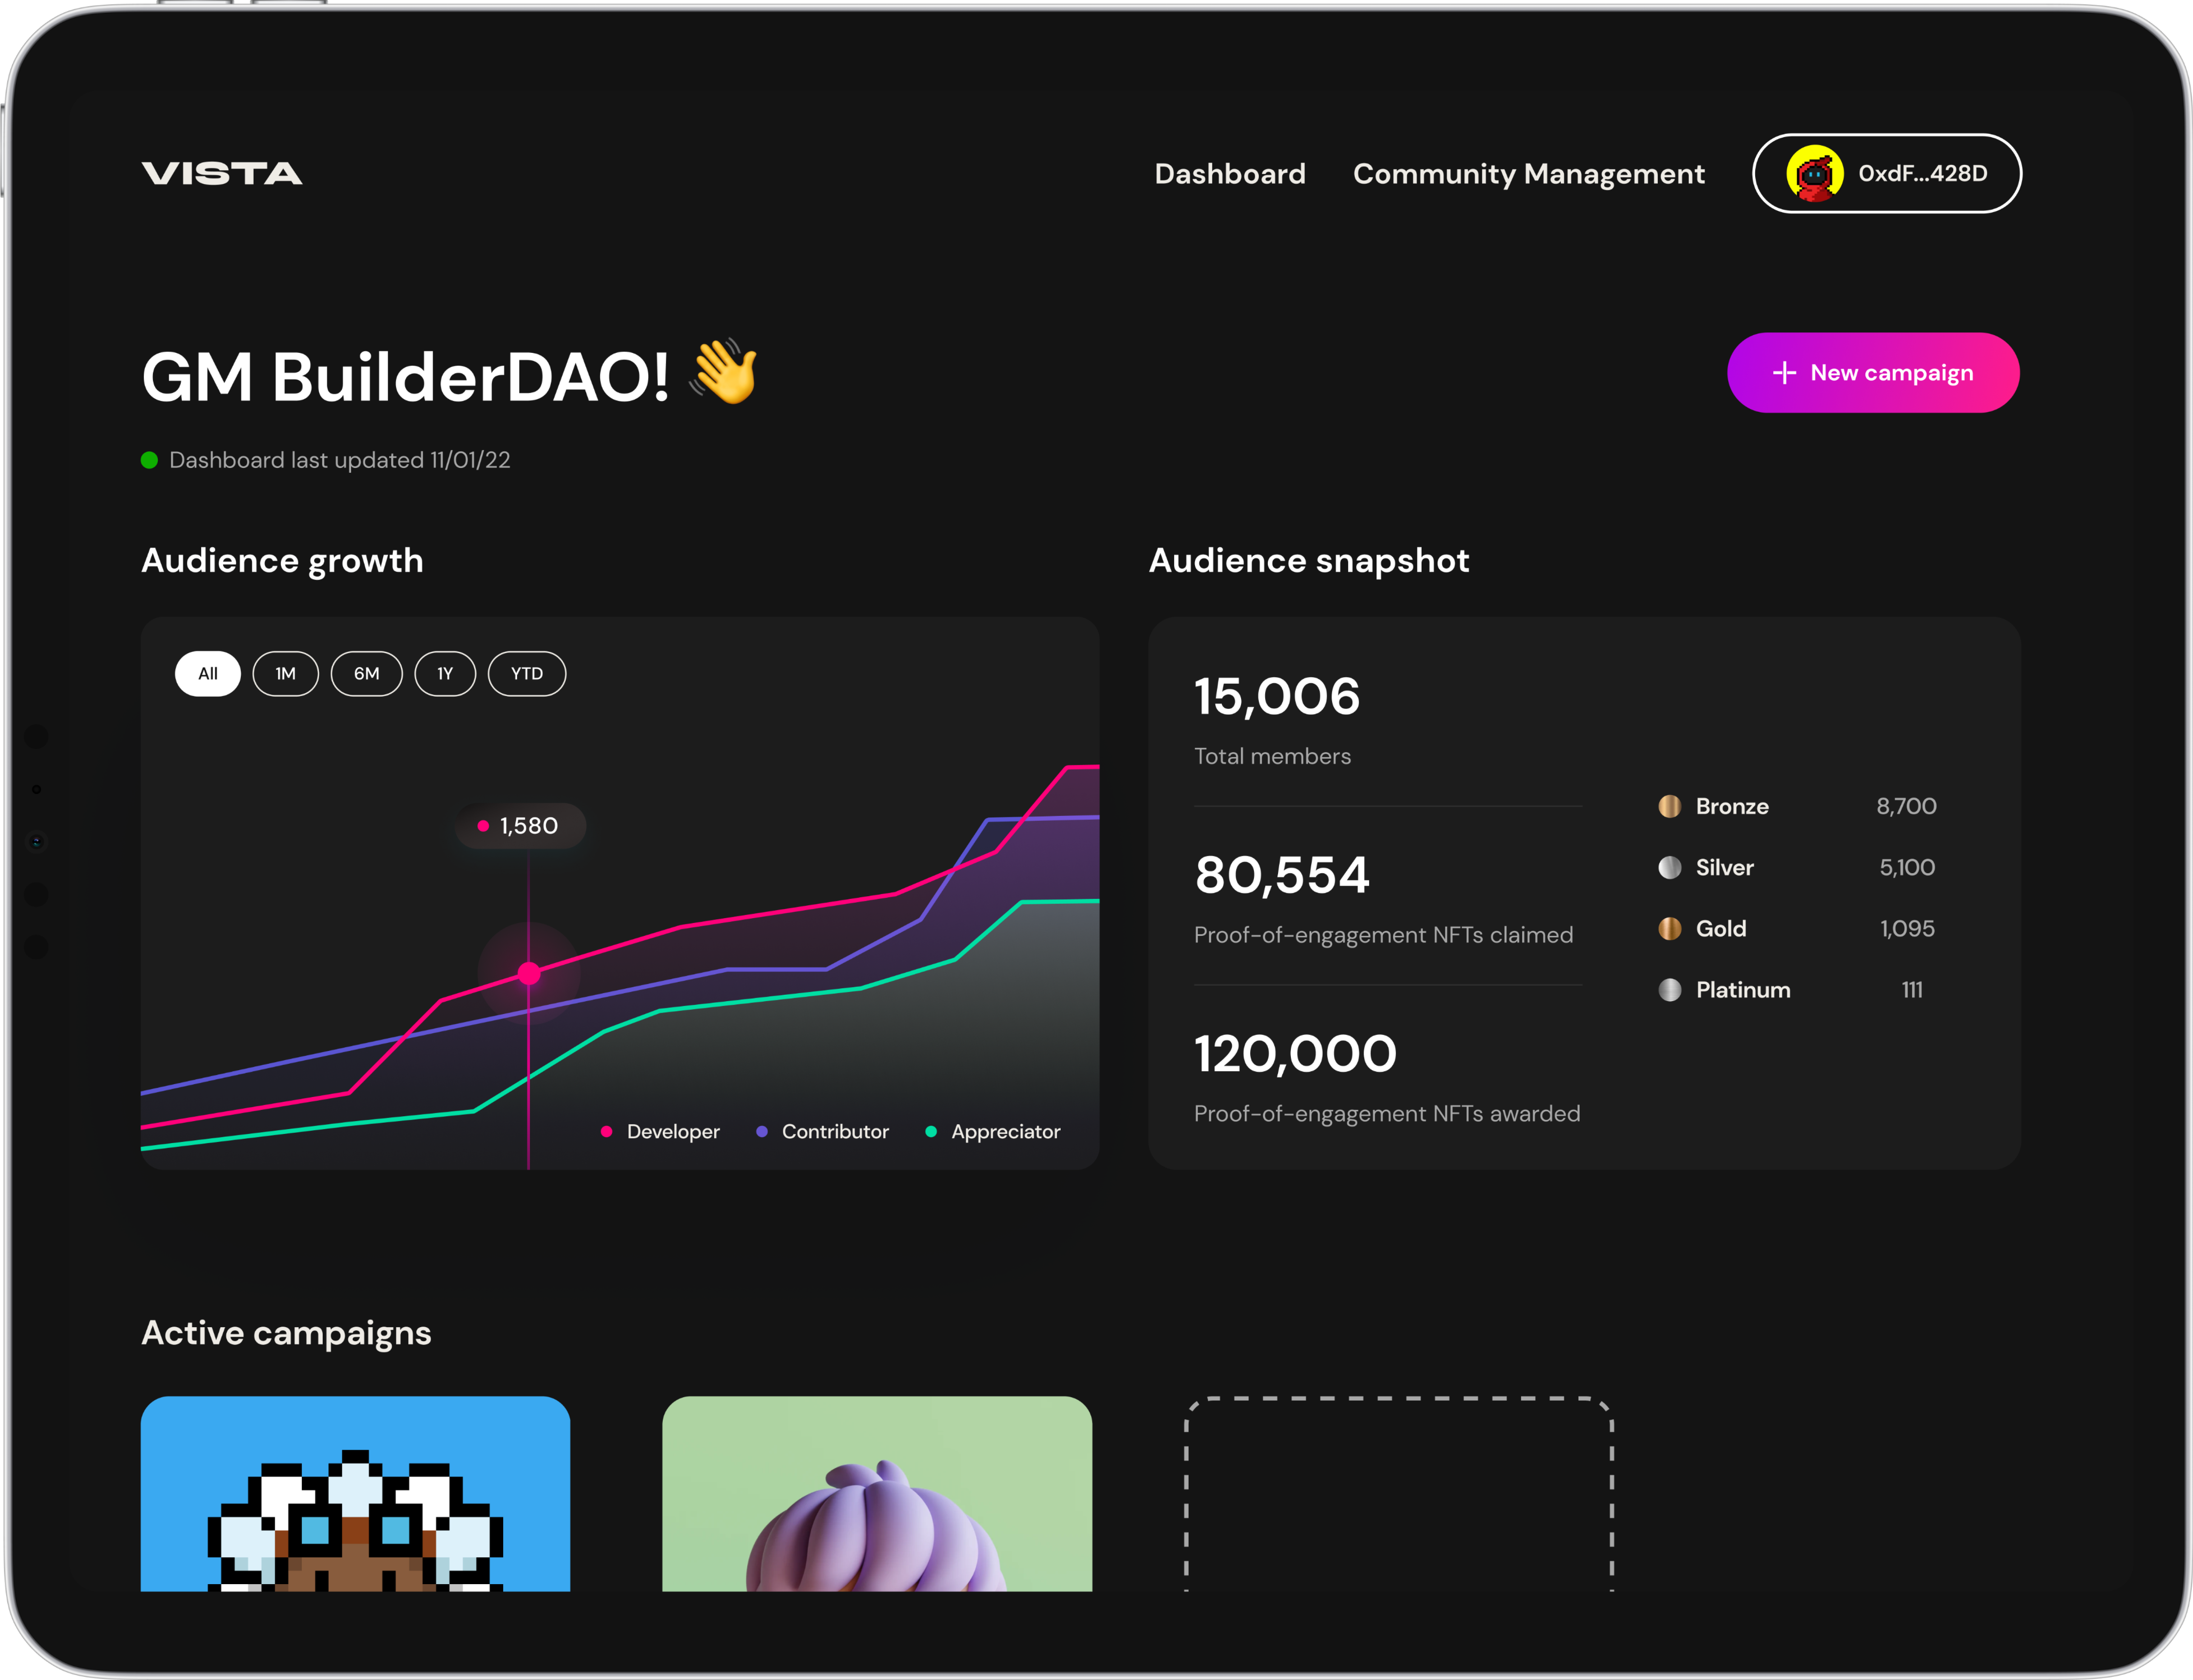 VISTA
Dashboard
Community Management
0xdF...428D
GM BuilderDAO! 👋
+ New campaign
Dashboard last updated 11/01/22
Audience growth
All
1M
6M
1Y
YTD
1,580
Developer
Contributor
Appreciator
Audience snapshot
15,006
Total members
80,554
Proof-of-engagement NFTs claimed
120,000
Proof-of-engagement NFTs awarded
Bronze 8,700
Silver 5,100
Gold 1,095
Platinum 111
Active campaigns